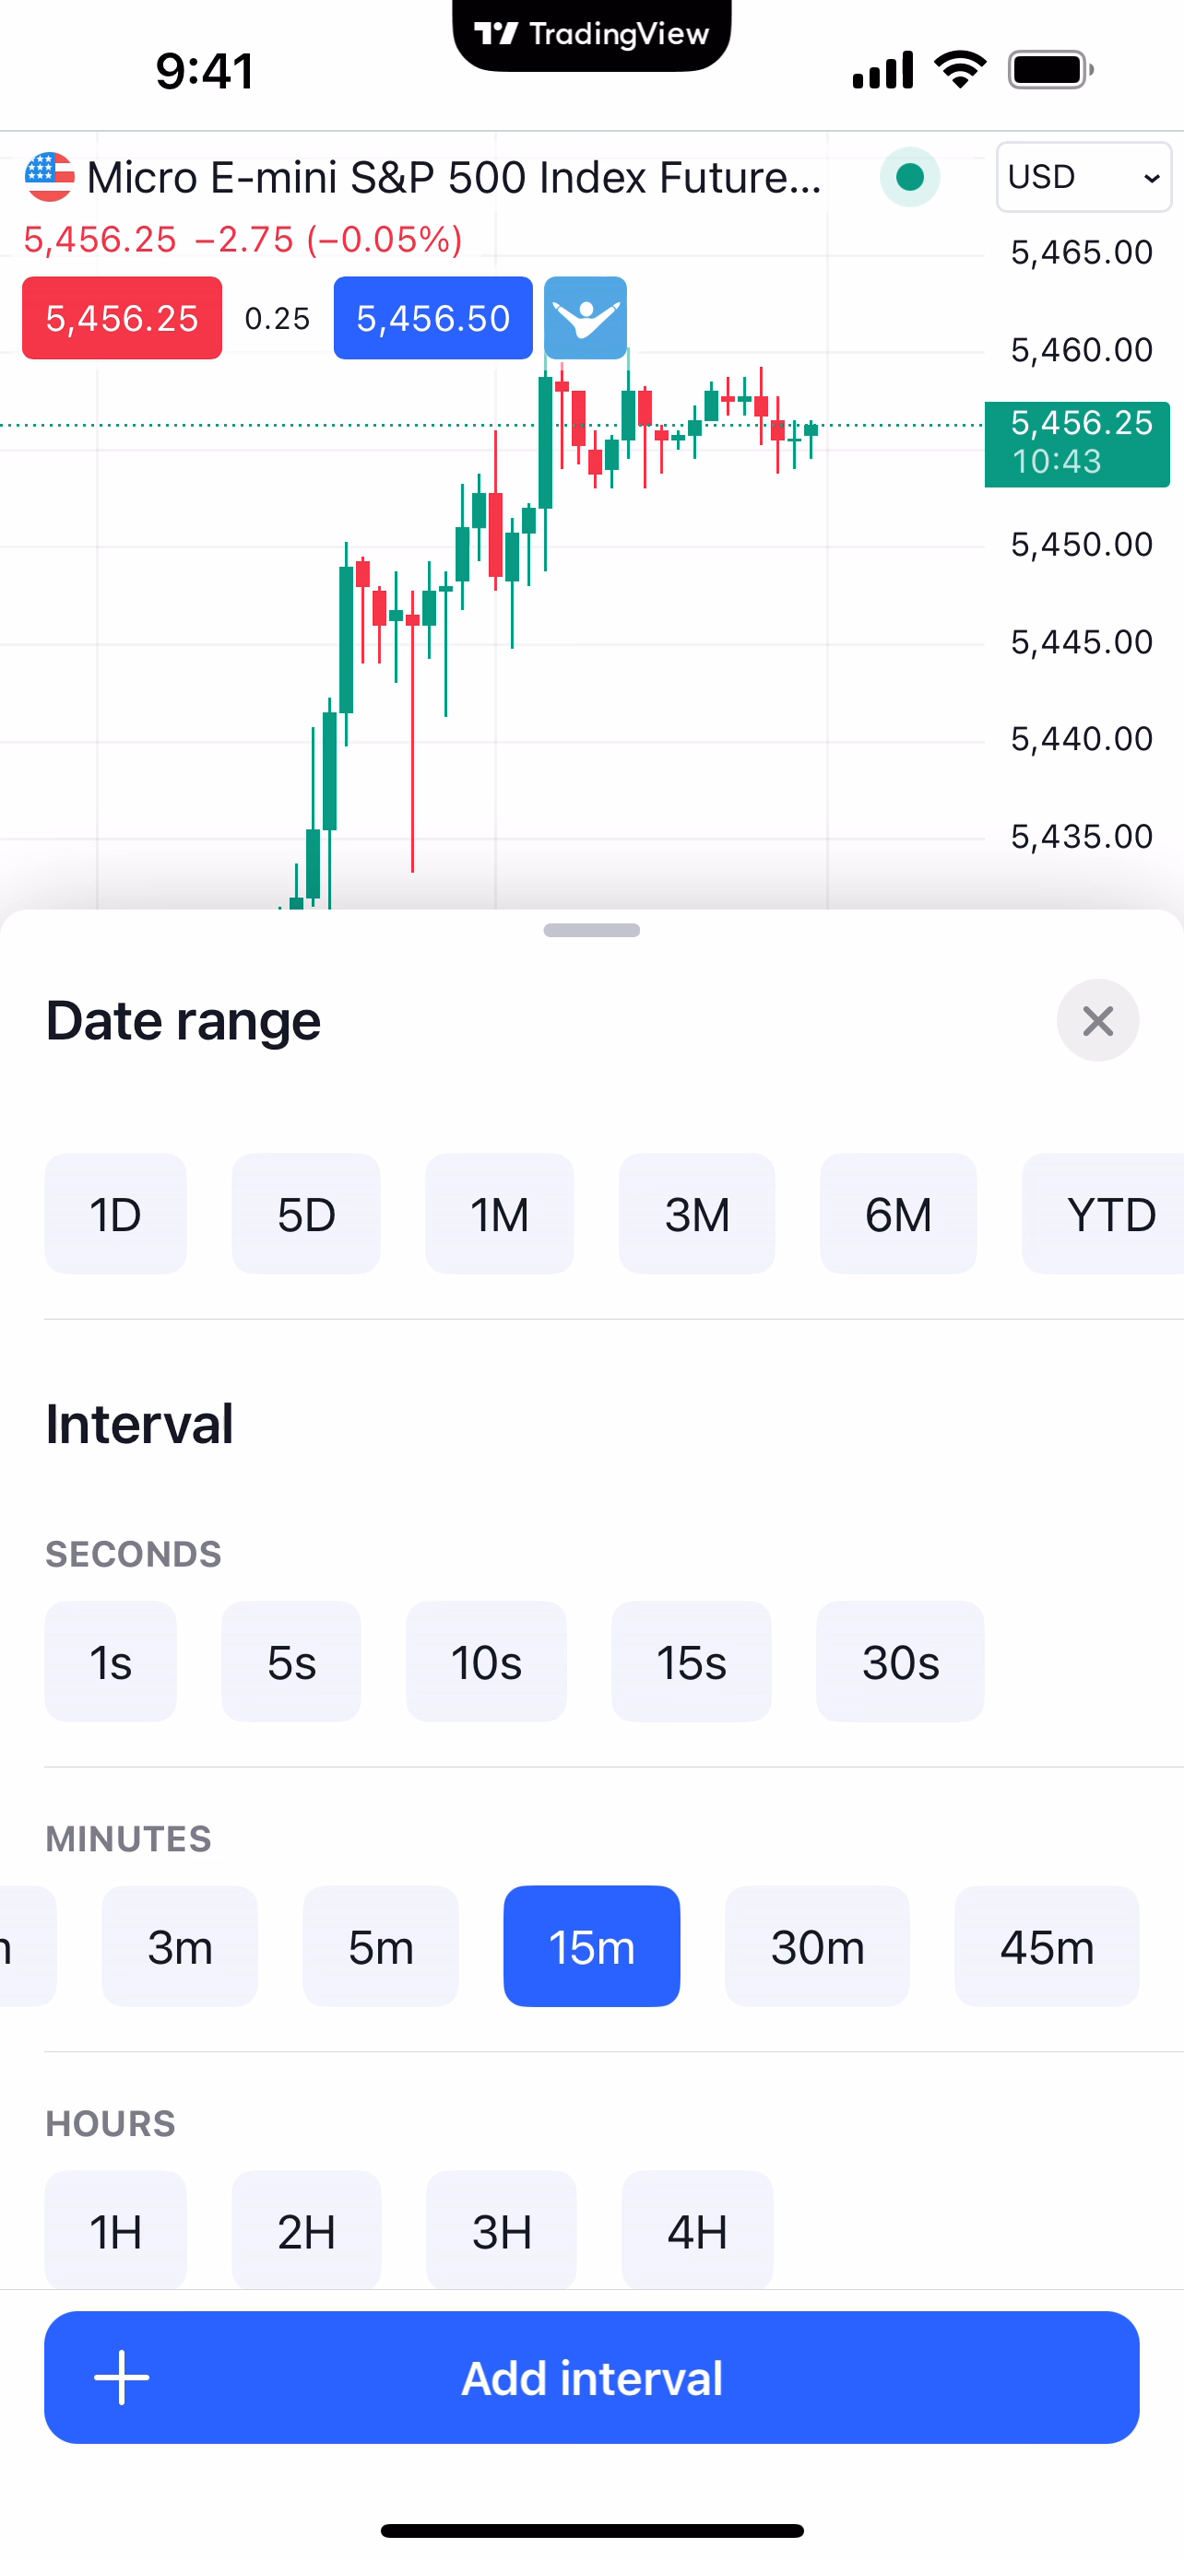 TradingView
9:41
Micro E-mini S&P 500 Index Future...
USD
5,456.25 −2.75 (−0.05%)
5,465.00
5,456.25
0.25
5,456.50
5,460.00
5,456.25
10:43
5,450.00
5,445.00
5,440.00
5,435.00
Date range
1D 5D 1M 3M 6M YTD
Interval
SECONDS
1s 5s 10s 15s 30s
MINUTES
3m 5m 15m 30m 45m
HOURS
1H 2H 3H 4H
Add interval